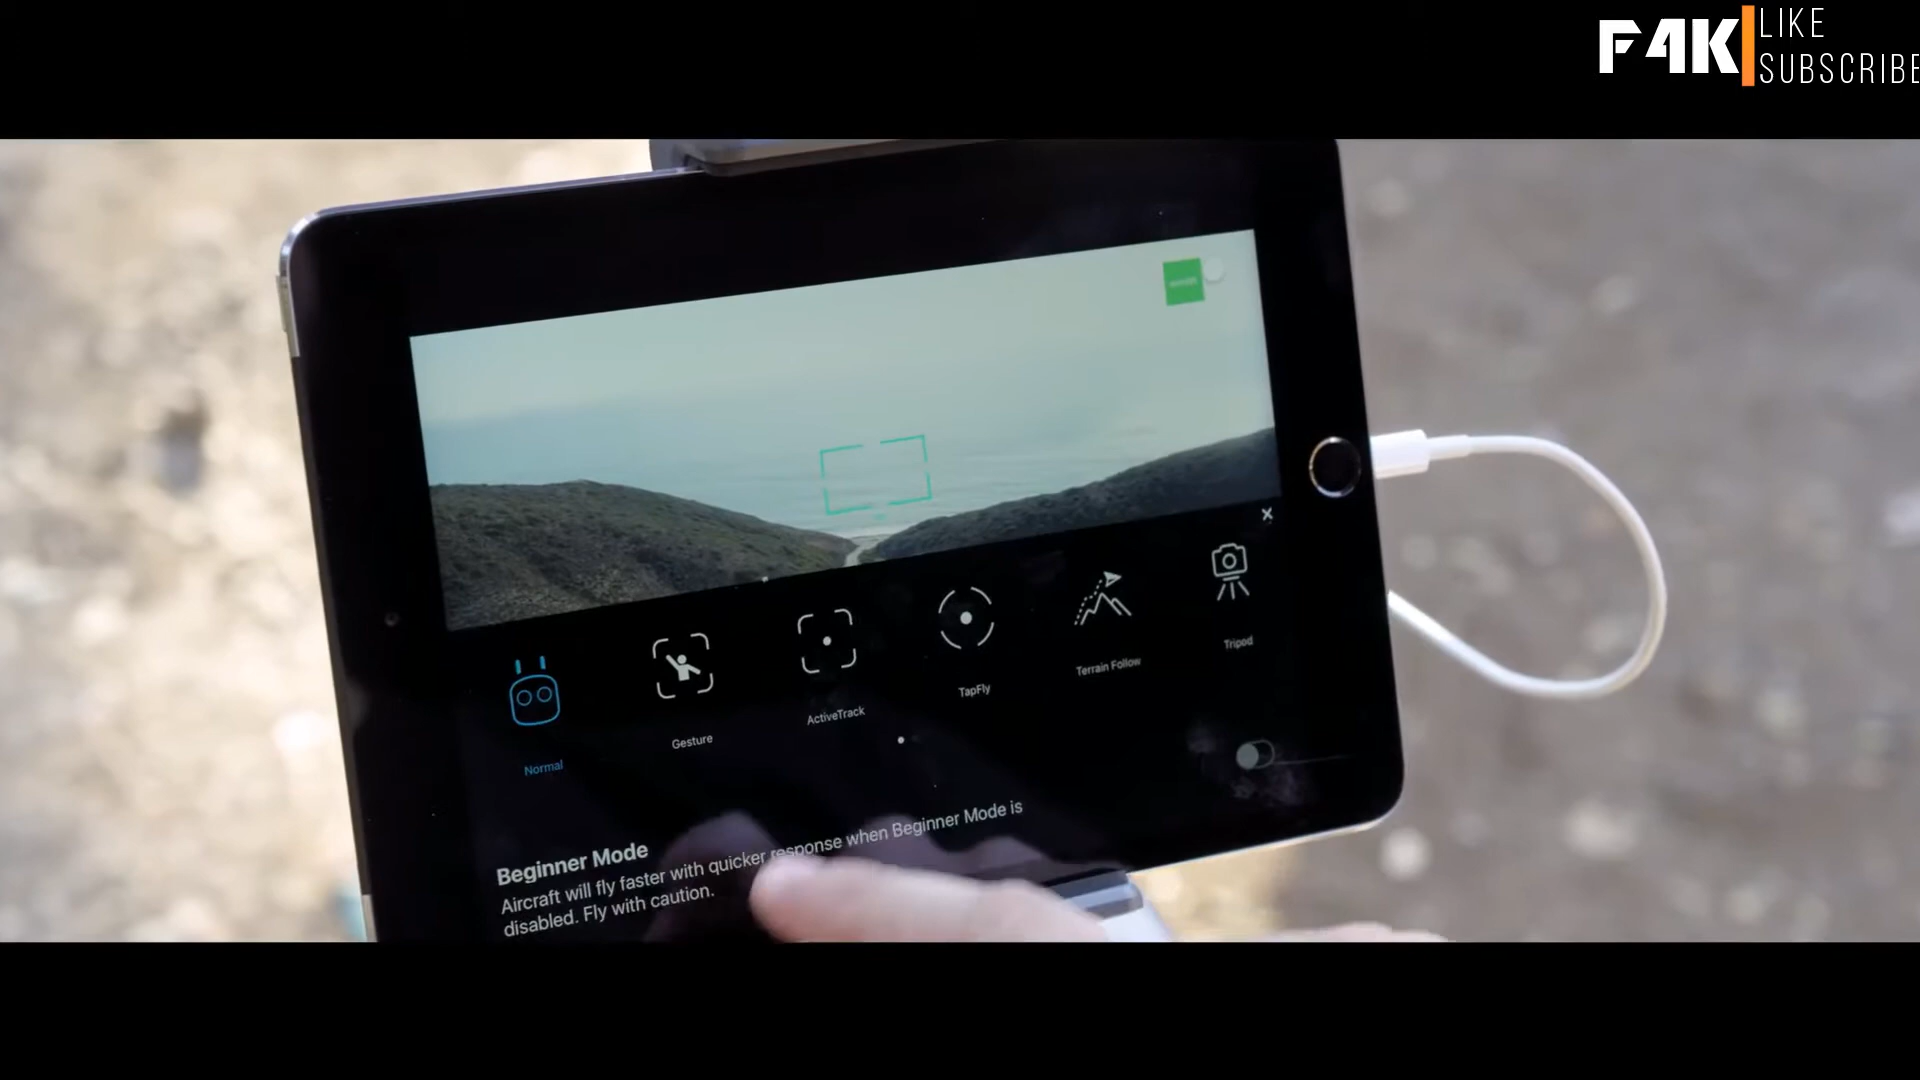 F4K
LIKE
SUBSCRIBE
Tripod
Terrain Follow
TapFly
ActiveTrack
Gesture
Normal
Beginner Mode
Aircraft will fly faster with quicker response when Beginner Mode is
disabled. Fly with caution.